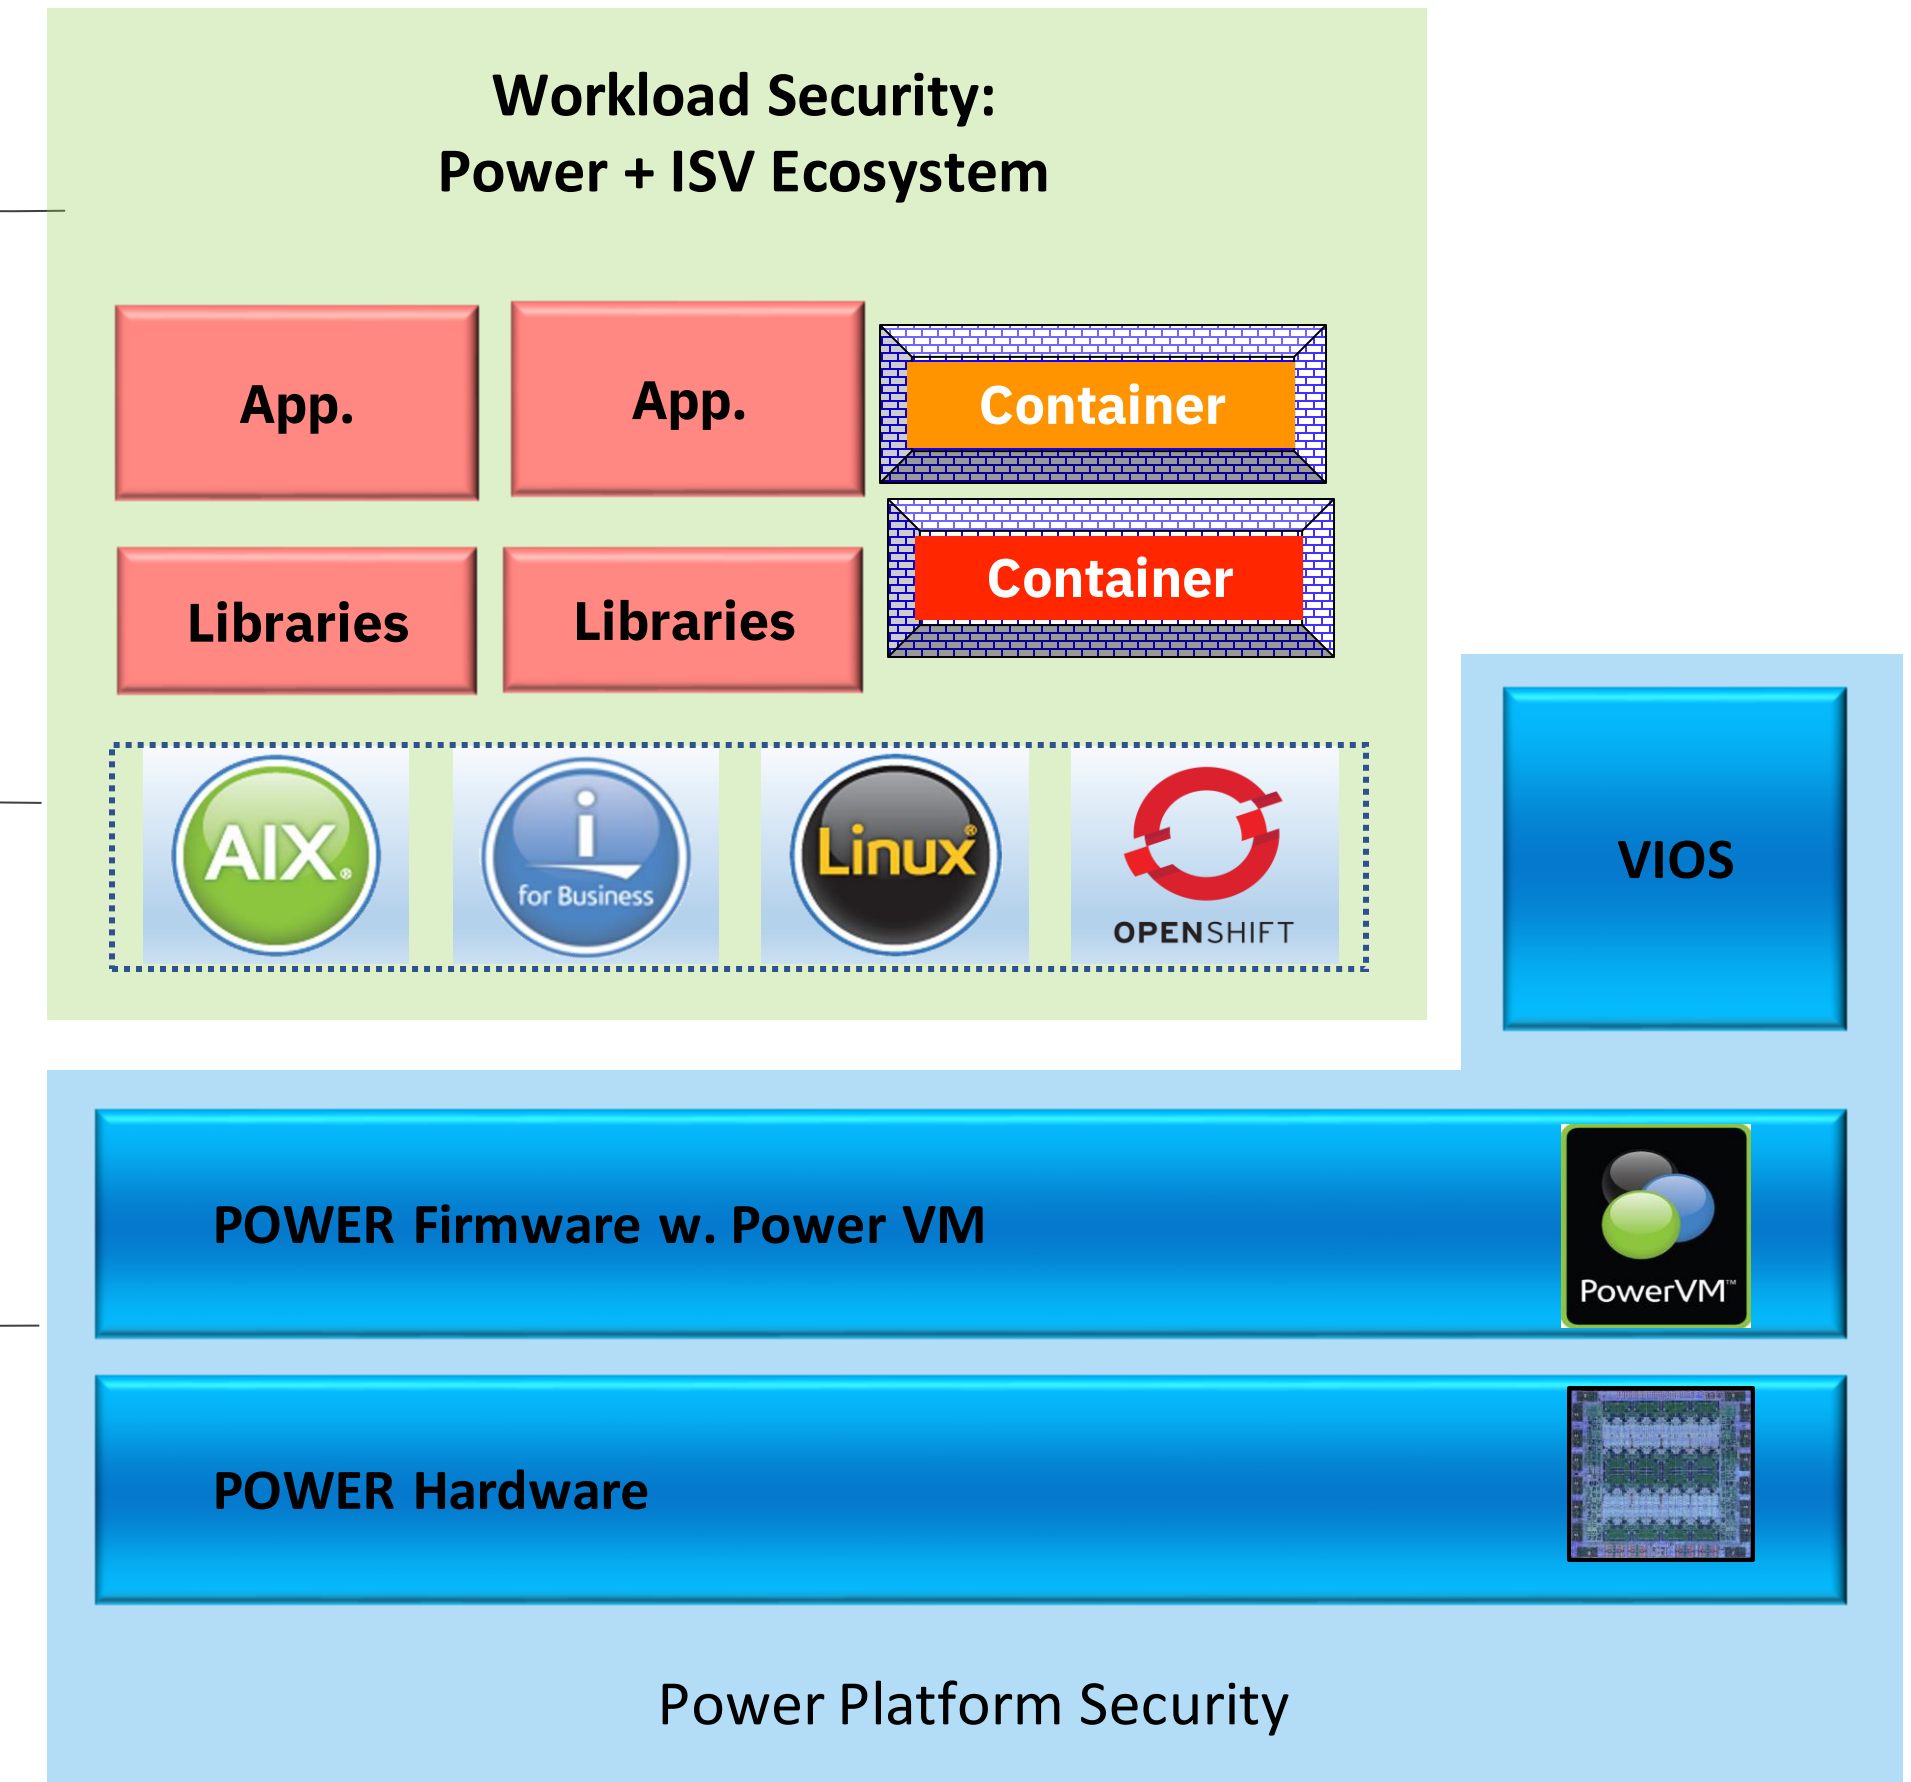 Workload Security:
Power + ISV Ecosystem
App.
App.
Container
Container
Libraries
Libraries
AIX®
i
for Business
Linux®
OPENSHIFT
VIOS
POWER Firmware w. Power VM
PowerVM™
POWER Hardware
Power Platform Security